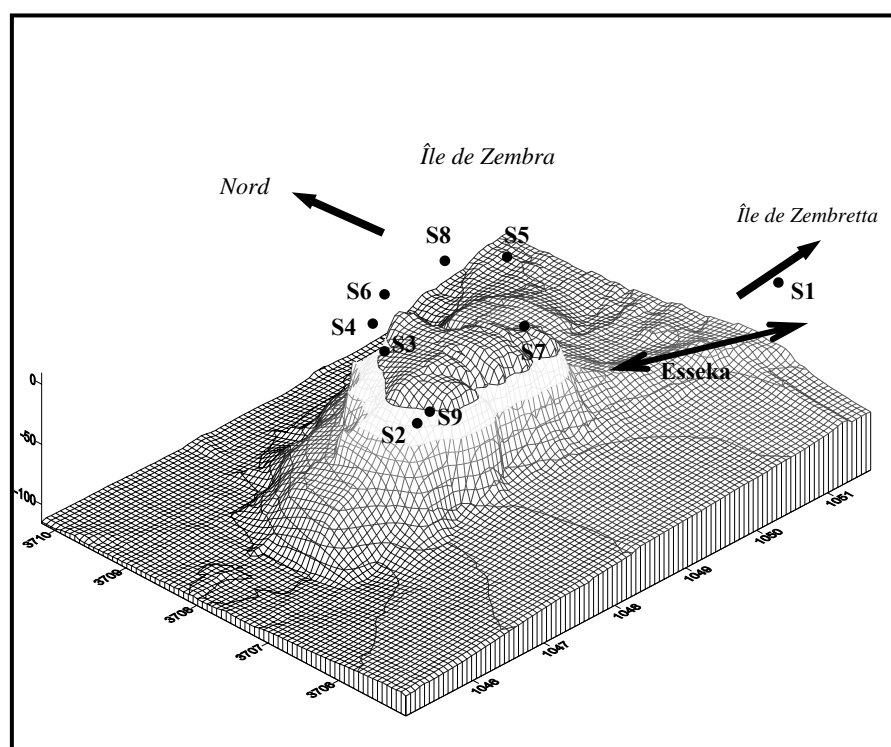 Île de Zembra
Nord
Île de Zembretta
S8
S5
S6
S1
S4
S3
S7
Esseka
S9
S2
0
-50
-100
3710
3709
3708
3707
3706
1046
1047
1048
1049
1050
1051